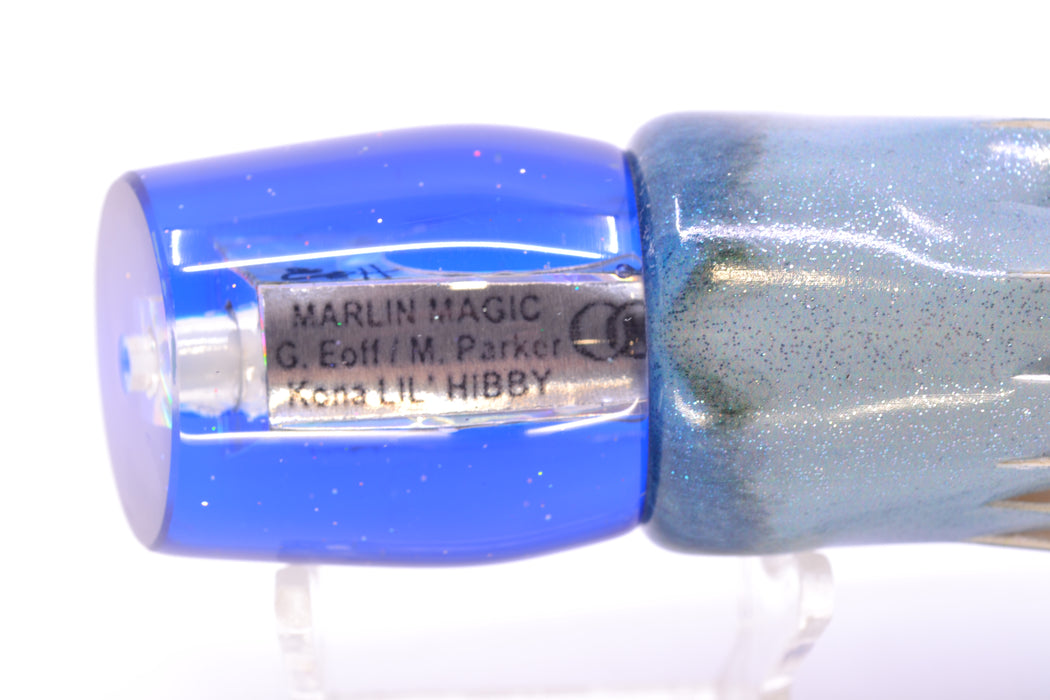 MARLIN MAGIC
G. Eoff / M. Parker
Kona LIL' HIBBY